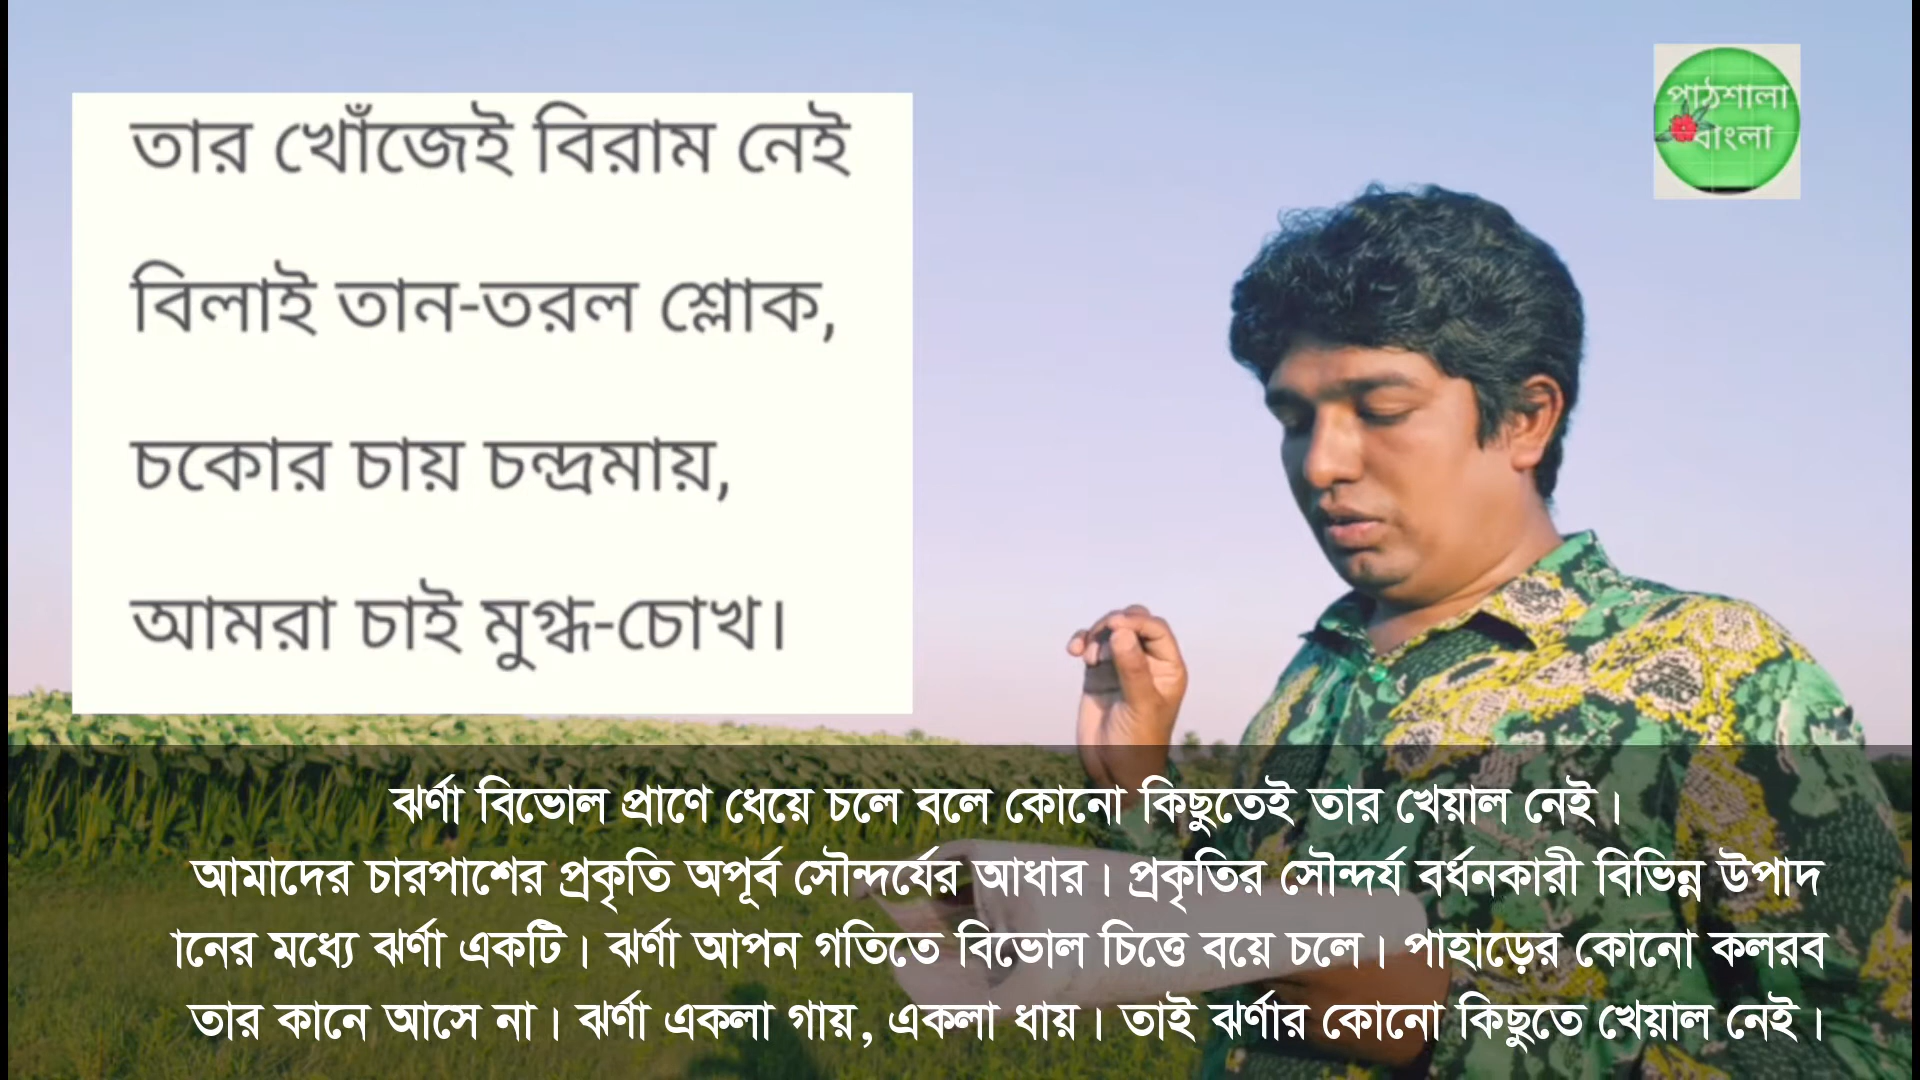 তার খোঁজেই বিরাম নেই
বিলাই তান-তরল শ্লোক,
চকোর চায় চন্দ্রমায়,
আমরা চাই মুগ্ধ-চোখ।
পাঠশালা
বাংলা
ঝর্ণা বিভোল প্রাণে ধেয়ে চলে বলে কোনো কিছুতেই তার খেয়াল নেই।
আমাদের চারপাশের প্রকৃতি অপূর্ব সৌন্দর্যের আধার। প্রকৃতির সৌন্দর্য বর্ধনকারী বিভিন্ন উপাদ
ানের মধ্যে ঝর্ণা একটি। ঝর্ণা আপন গতিতে বিভোল চিত্তে বয়ে চলে। পাহাড়ের কোনো কলরব
তার কানে আসে না। ঝর্ণা একলা গায়, একলা ধায়। তাই ঝর্ণার কোনো কিছুতে খেয়াল নেই।